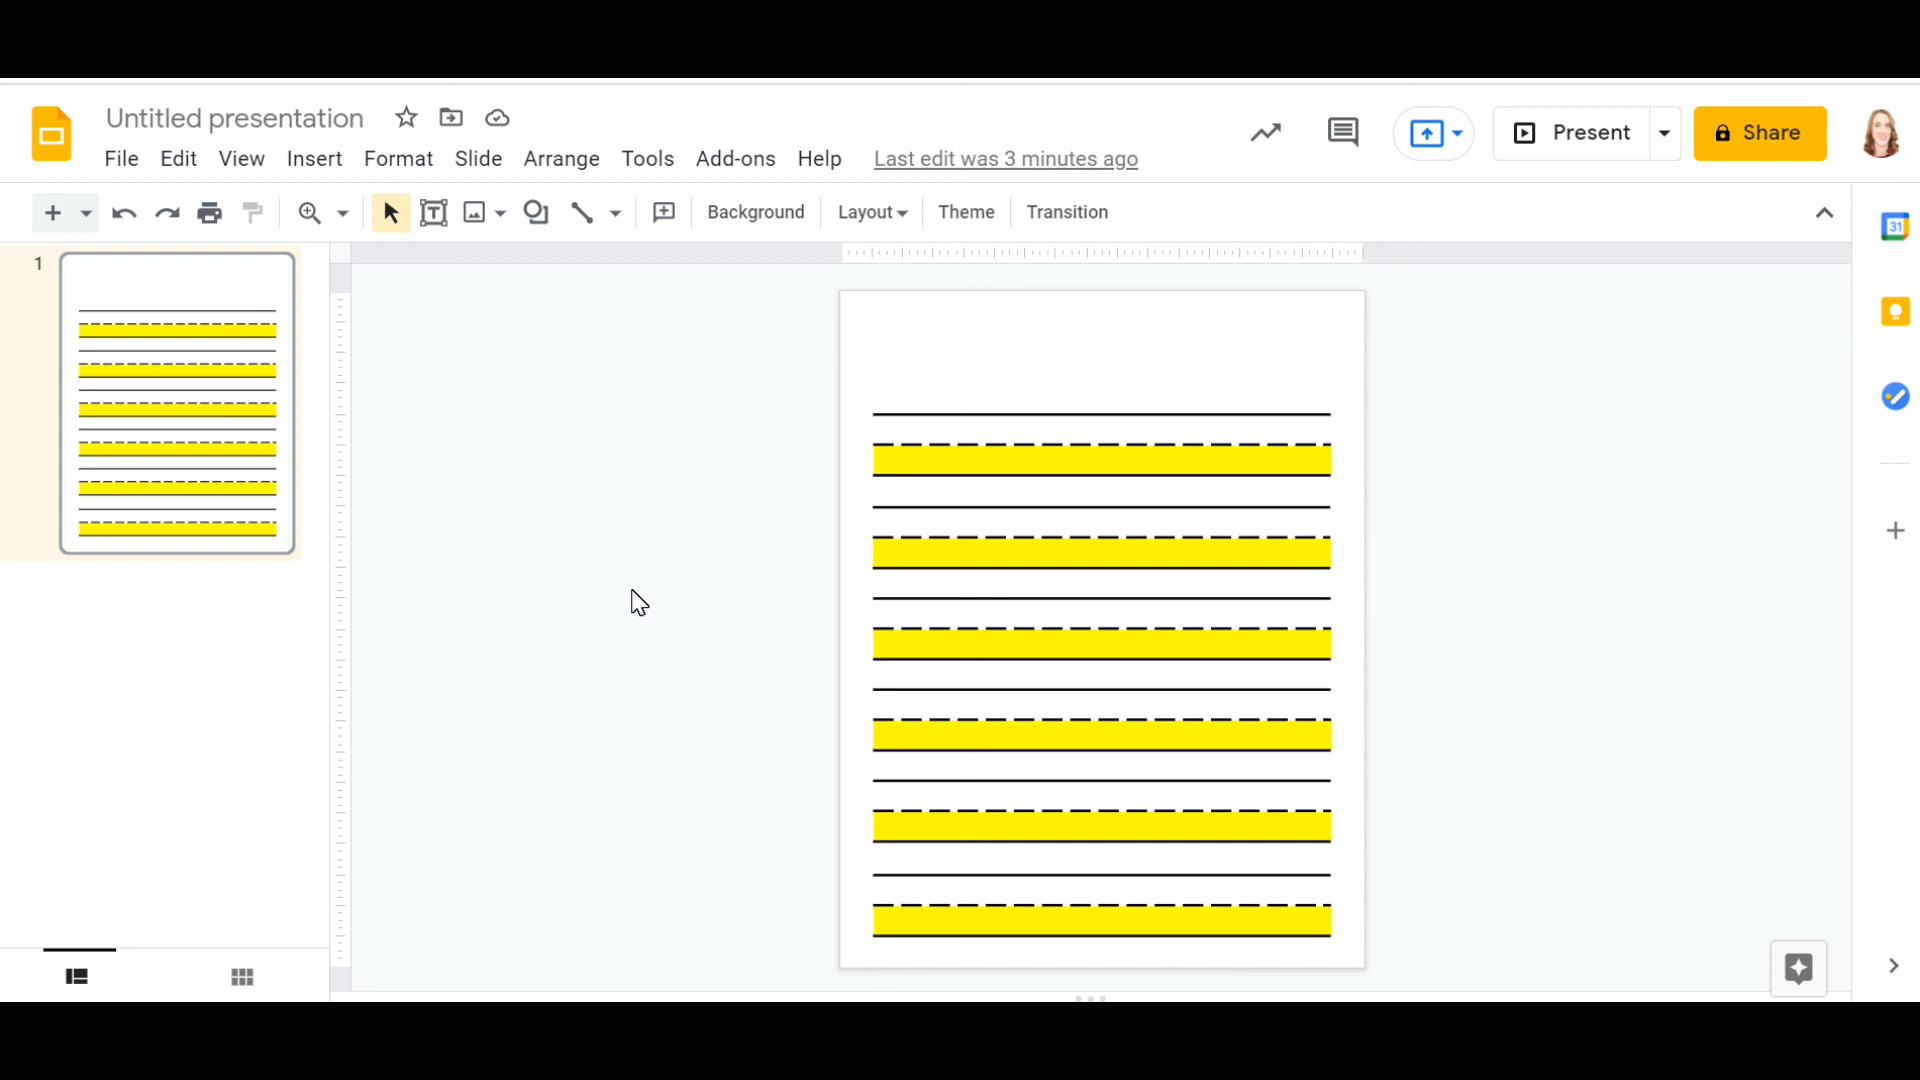 Untitled presentation
File Edit View Insert Format Slide Arrange Tools Add-ons Help Last edit was 3 minutes ago
Present
Share
Background Layout Theme Transition
31
1